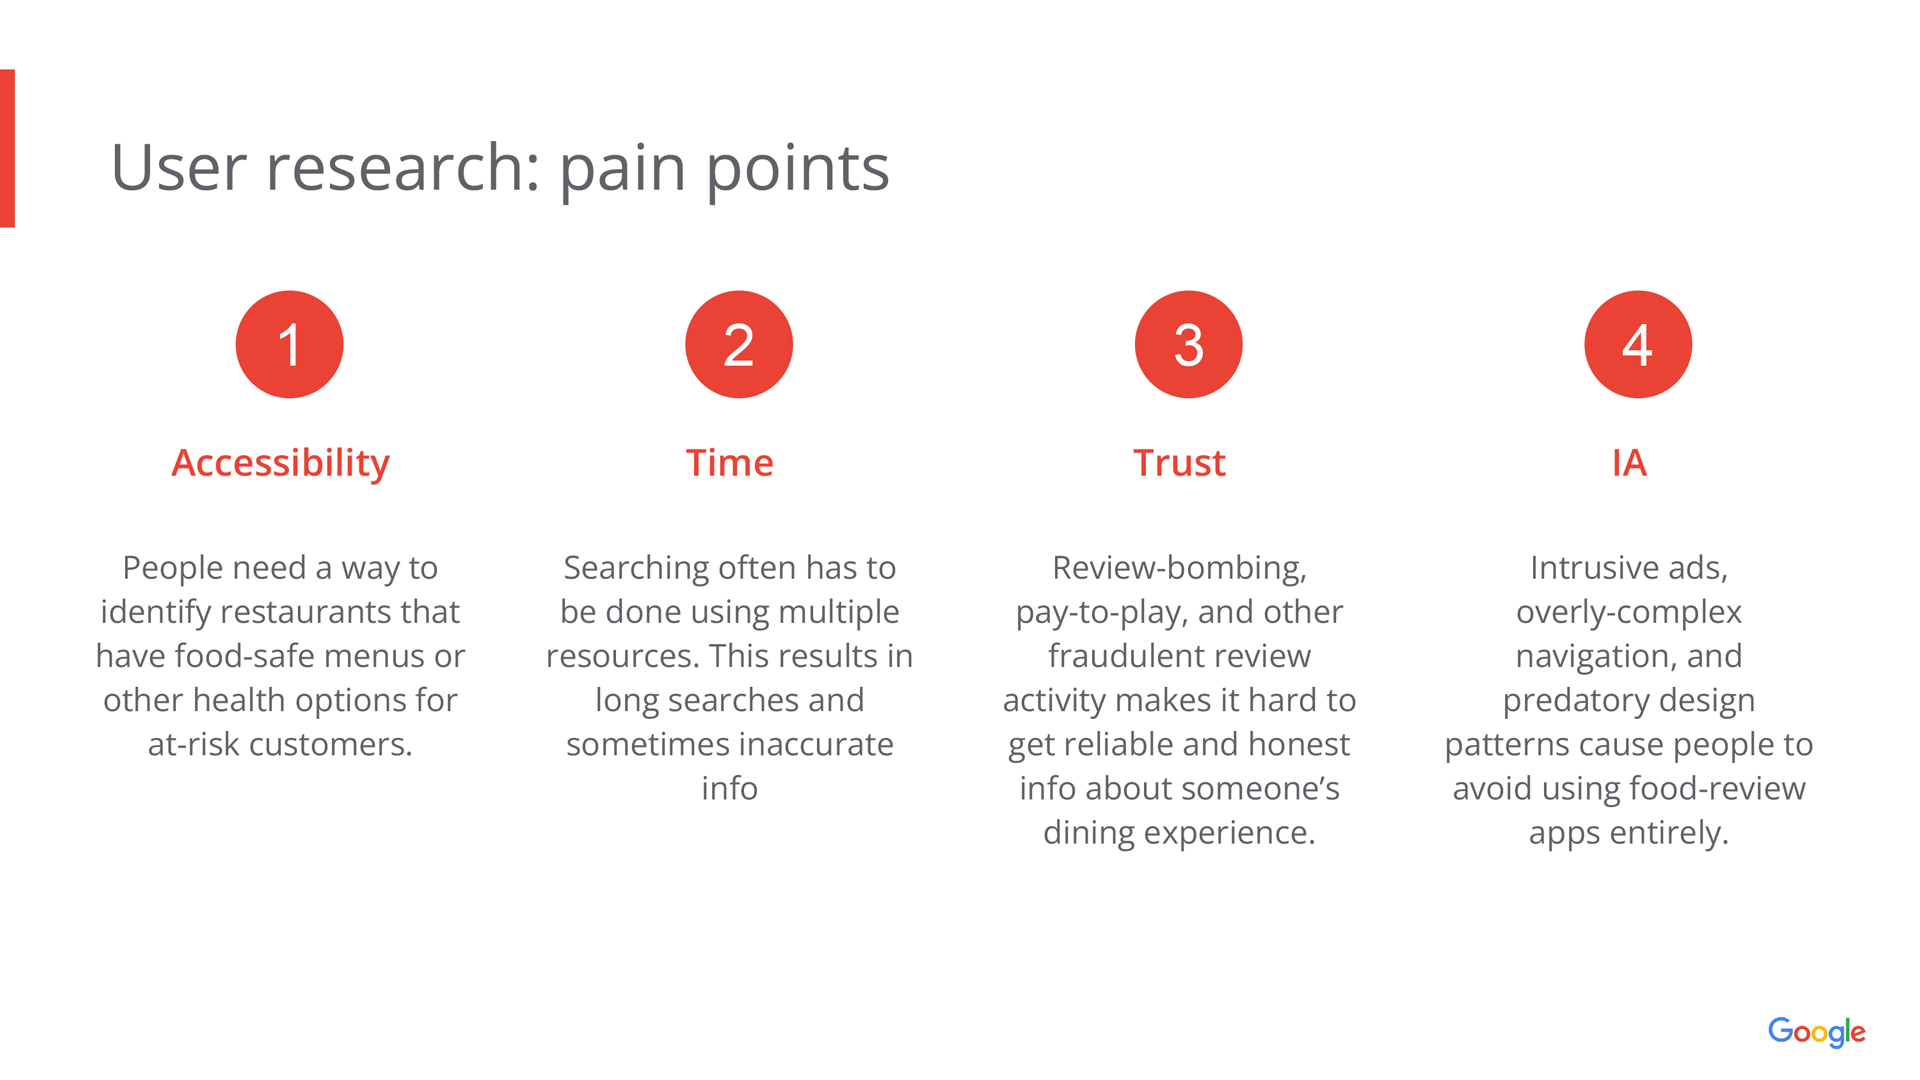 User research: pain points
1
Accessibility
People need a way to
identify restaurants that
have food-safe menus or
other health options for
at-risk customers.
2
Time
Searching often has to
be done using multiple
resources. This results in
long searches and
sometimes inaccurate
info
3
Trust
Review-bombing,
pay-to-play, and other
fraudulent review
activity makes it hard to
get reliable and honest
info about someone’s
dining experience.
4
IA
Intrusive ads,
overly-complex
navigation, and
predatory design
patterns cause people to
avoid using food-review
apps entirely.
Google